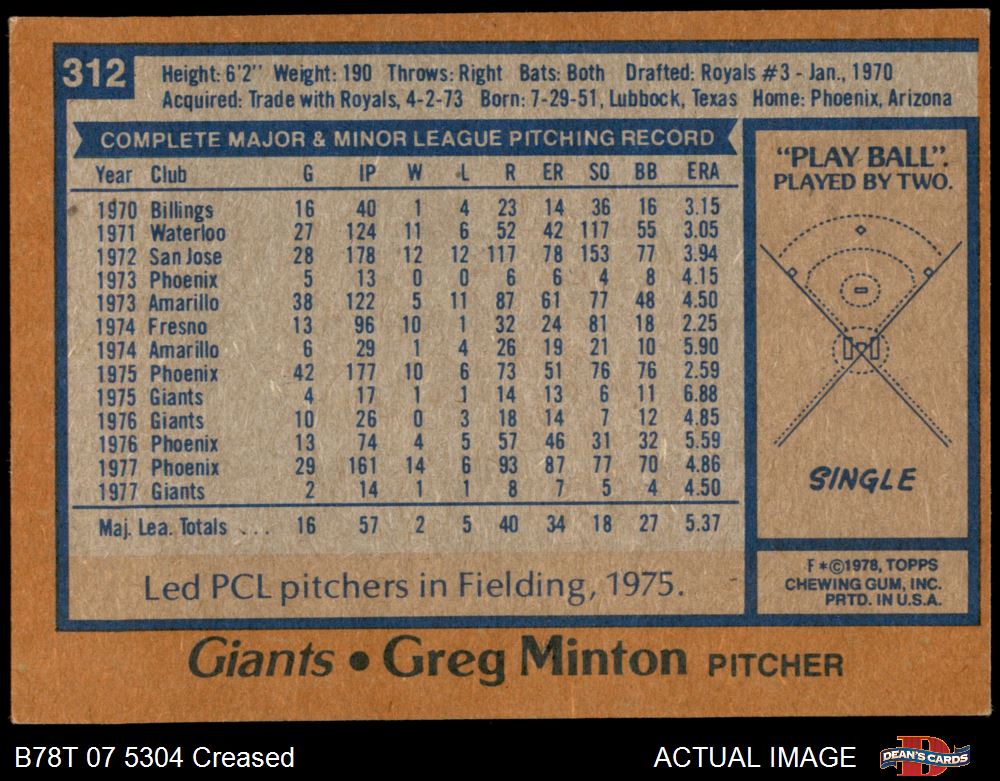 312
Height: 6'2" Weight: 190 Throws: Right Bats: Both Drafted: Royals #3 - Jan., 1970
Acquired: Trade with Royals, 4-2-73 Born: 7-29-51, Lubbock, Texas Home: Phoenix, Arizona
COMPLETE MAJOR & MINOR LEAGUE PITCHING RECORD
Year Club G IP W L R ER SO BB ERA
1970 Billings 16 40 1 4 23 14 36 16 3.15
1971 Waterloo 27 124 11 6 52 42 117 55 3.05
1972 San Jose 28 178 12 12 117 78 153 77 3.94
1973 Phoenix 5 13 0 0 6 6 4 8 4.15
1973 Amarillo 38 122 5 11 87 61 77 48 4.50
1974 Fresno 13 96 10 1 32 24 81 18 2.25
1974 Amarillo 6 29 1 4 26 19 21 10 5.90
1975 Phoenix 42 177 10 6 73 51 76 76 2.59
1975 Giants 4 17 1 1 14 13 6 11 6.88
1976 Giants 10 26 0 3 18 14 7 12 4.85
1976 Phoenix 13 74 4 5 57 46 31 32 5.59
1977 Phoenix 29 161 14 6 93 87 77 70 4.86
1977 Giants 2 14 1 1 8 7 5 4 4.50
Maj. Lea. Totals ... 16 57 2 5 40 34 18 27 5.37
Led PCL pitchers in Fielding, 1975.
"PLAY BALL".
PLAYED BY TWO.
SINGLE
F*©1978, TOPPS
CHEWING GUM, INC.
PRTD. IN U.S.A.
Giants • Greg Minton PITCHER
B78T 07 5304 Creased
ACTUAL IMAGE
D
DEAN'S CARDS